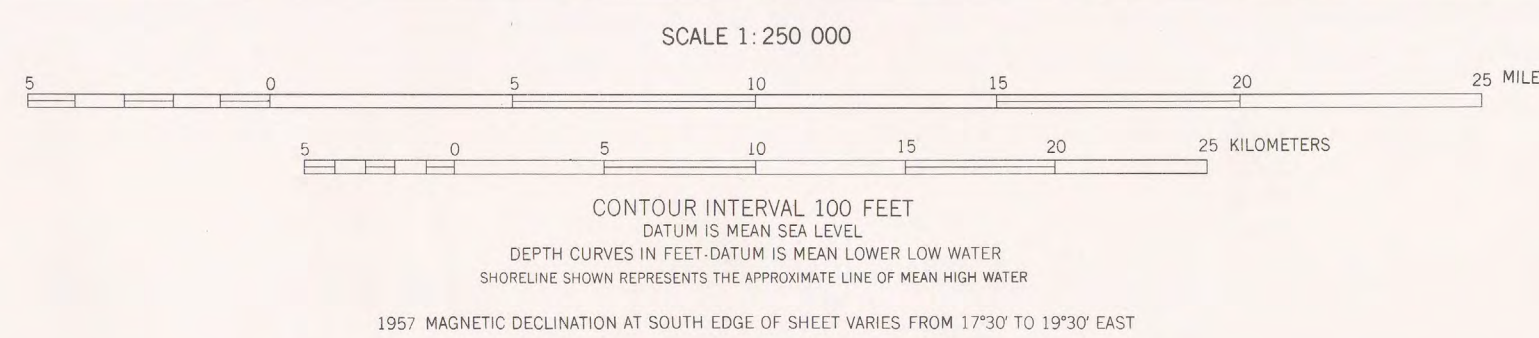 SCALE 1:250 000
5 0 5 10 15 20 25 MILE
5 0 5 10 15 20 25 KILOMETERS
CONTOUR INTERVAL 100 FEET
DATUM IS MEAN SEA LEVEL
DEPTH CURVES IN FEET-DATUM IS MEAN LOWER LOW WATER
SHORELINE SHOWN REPRESENTS THE APPROXIMATE LINE OF MEAN HIGH WATER
1957 MAGNETIC DECLINATION AT SOUTH EDGE OF SHEET VARIES FROM 17°30′ TO 19°30′ EAST